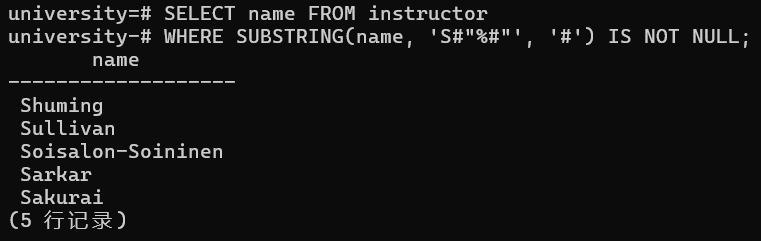 university=# SELECT name FROM instructor
university-# WHERE SUBSTRING(name, 'S#"%#"', '#') IS NOT NULL;
name
-------------------
Shuming
Sullivan
Soisalon-Soininen
Sarkar
Sakurai
(5 行记录)